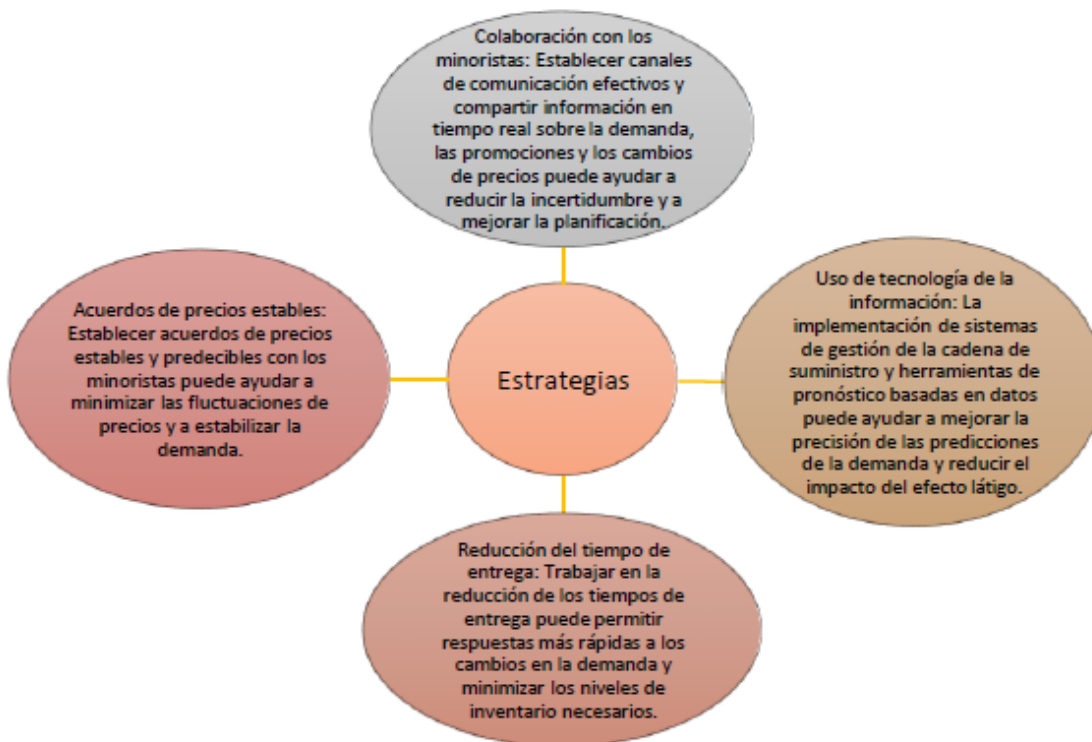 Colaboración con los
minoristas: Establecer canales
de comunicación efectivos y
compartir información en
tiempo real sobre la demanda,
las promociones y los cambios
de precios puede ayudar a
reducir la incertidumbre y a
mejorar la planificación.
Acuerdos de precios estables:
Establecer acuerdos de precios
estables y predecibles con los
minoristas puede ayudar a
minimizar las fluctuaciones de
precios y a estabilizar la
demanda.
Estrategias
Uso de tecnología de la
información: La
implementación de sistemas
de gestión de la cadena de
suministro y herramientas de
pronóstico basadas en datos
puede ayudar a mejorar la
precisión de las predicciones
de la demanda y reducir el
impacto del efecto látigo.
Reducción del tiempo de
entrega: Trabajar en la
reducción de los tiempos de
entrega puede permitir
respuestas más rápidas a los
cambios en la demanda y
minimizar los niveles de
inventario necesarios.